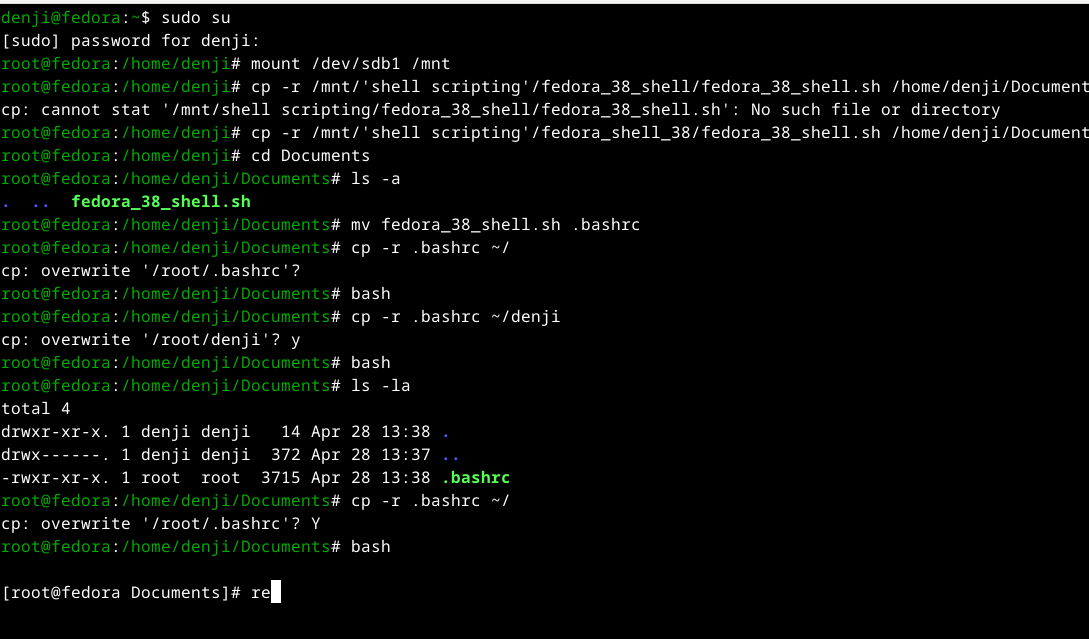 denji@fedora:~$ sudo su
[sudo] password for denji:
root@fedora:/home/denji# mount /dev/sdb1 /mnt
root@fedora:/home/denji# cp -r /mnt/'shell scripting'/fedora_38_shell/fedora_38_shell.sh /home/denji/Document
cp: cannot stat '/mnt/shell scripting/fedora_38_shell/fedora_38_shell.sh': No such file or directory
root@fedora:/home/denji# cp -r /mnt/'shell scripting'/fedora_shell_38/fedora_38_shell.sh /home/denji/Document
root@fedora:/home/denji# cd Documents
root@fedora:/home/denji/Documents# ls -a
.  ..  fedora_38_shell.sh
root@fedora:/home/denji/Documents# mv fedora_38_shell.sh .bashrc
root@fedora:/home/denji/Documents# cp -r .bashrc ~/
cp: overwrite '/root/.bashrc'?
root@fedora:/home/denji/Documents# bash
root@fedora:/home/denji/Documents# cp -r .bashrc ~/denji
cp: overwrite '/root/denji'? y
root@fedora:/home/denji/Documents# bash
root@fedora:/home/denji/Documents# ls -la
total 4
drwxr-xr-x. 1 denji denji   14 Apr 28 13:38 .
drwx------. 1 denji denji  372 Apr 28 13:37 ..
-rwxr-xr-x. 1 root  root  3715 Apr 28 13:38 .bashrc
root@fedora:/home/denji/Documents# cp -r .bashrc ~/
cp: overwrite '/root/.bashrc'? Y
root@fedora:/home/denji/Documents# bash
[root@fedora Documents]# re